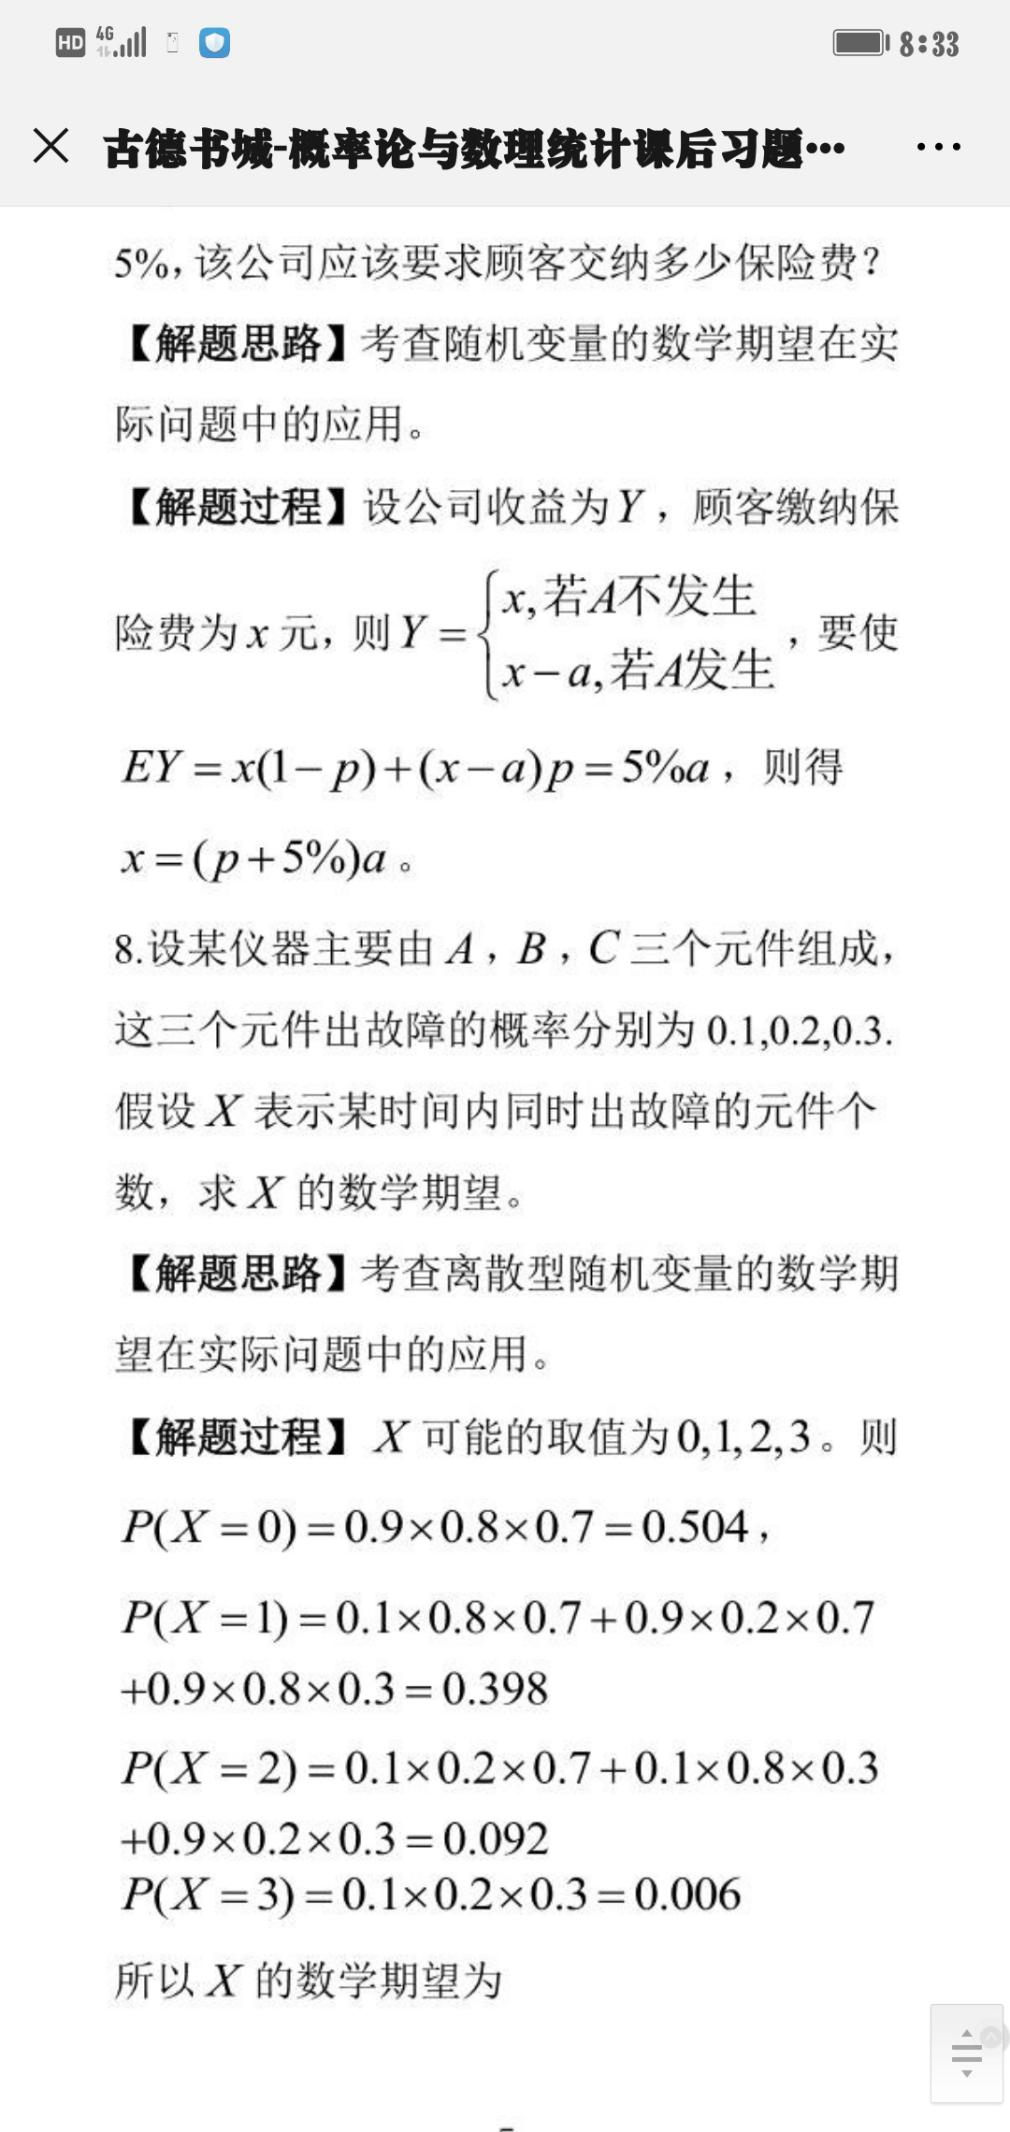 HD 4G 8:33
古德书城-概率论与数理统计课后习题···
5%,该公司应该要求顾客交纳多少保险费?
【解题思路】考查随机变量的数学期望在实
际问题中的应用。
【解题过程】设公司收益为Y，顾客缴纳保
险费为x元，则Y={x,若A不发生
x-a,若A发生
，要使
EY=x(1-p)+(x-a)p=5%a，则得
x=(p+5%)a。
8.设某仪器主要由A，B，C三个元件组成，
这三个元件出故障的概率分别为 0.1,0.2,0.3.
假设X表示某时间内同时出故障的元件个
数，求X的数学期望。
【解题思路】考查离散型随机变量的数学期
望在实际问题中的应用。
【解题过程】X可能的取值为0,1,2,3。则
P(X=0)=0.9×0.8×0.7=0.504，
P(X=1)=0.1×0.8×0.7+0.9×0.2×0.7
+0.9×0.8×0.3=0.398
P(X=2)=0.1×0.2×0.7+0.1×0.8×0.3
+0.9×0.2×0.3=0.092
P(X=3)=0.1×0.2×0.3=0.006
所以X的数学期望为